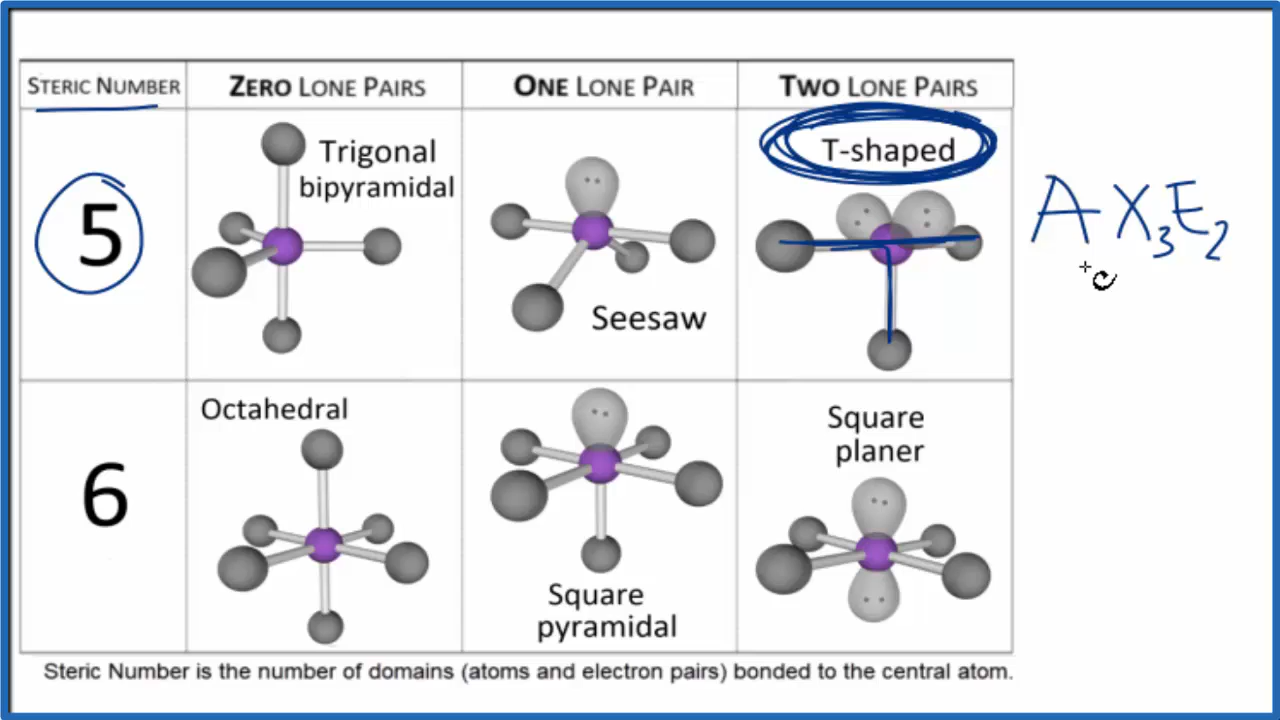 STERIC NUMBER ZERO LONE PAIRS ONE LONE PAIR TWO LONE PAIRS
5
Trigonal
bipyramidal
Seesaw
T-shaped
AX3E2
6
Octahedral
Square
pyramidal
Square
planer
Steric Number is the number of domains (atoms and electron pairs) bonded to the central atom.